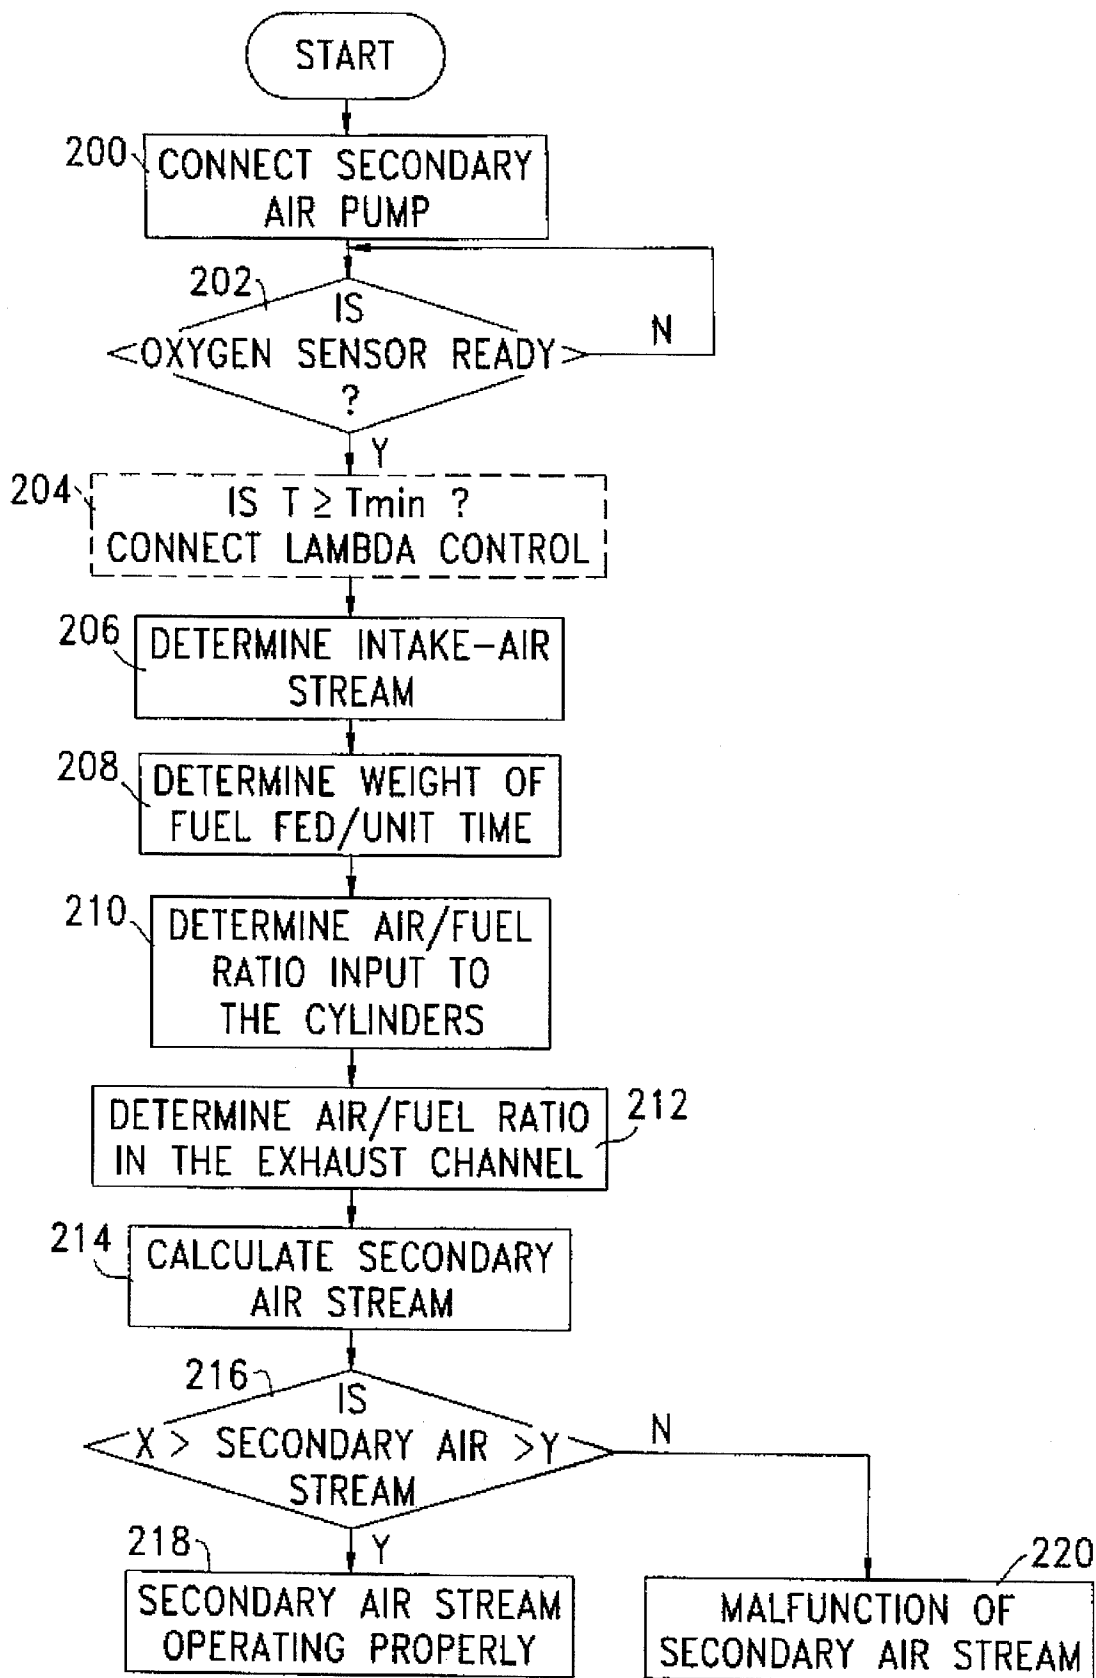 START
200
CONNECT SECONDARY
AIR PUMP
202
IS
OXYGEN SENSOR READY
?
N
Y
204
IS T ≥ Tmin ?
CONNECT LAMBDA CONTROL
206
DETERMINE INTAKE-AIR
STREAM
208
DETERMINE WEIGHT OF
FUEL FED/UNIT TIME
210
DETERMINE AIR/FUEL
RATIO INPUT TO
THE CYLINDERS
212
DETERMINE AIR/FUEL RATIO
IN THE EXHAUST CHANNEL
214
CALCULATE SECONDARY
AIR STREAM
216
IS
X > SECONDARY AIR >Y
STREAM
N
Y
218
SECONDARY AIR STREAM
OPERATING PROPERLY
220
MALFUNCTION OF
SECONDARY AIR STREAM